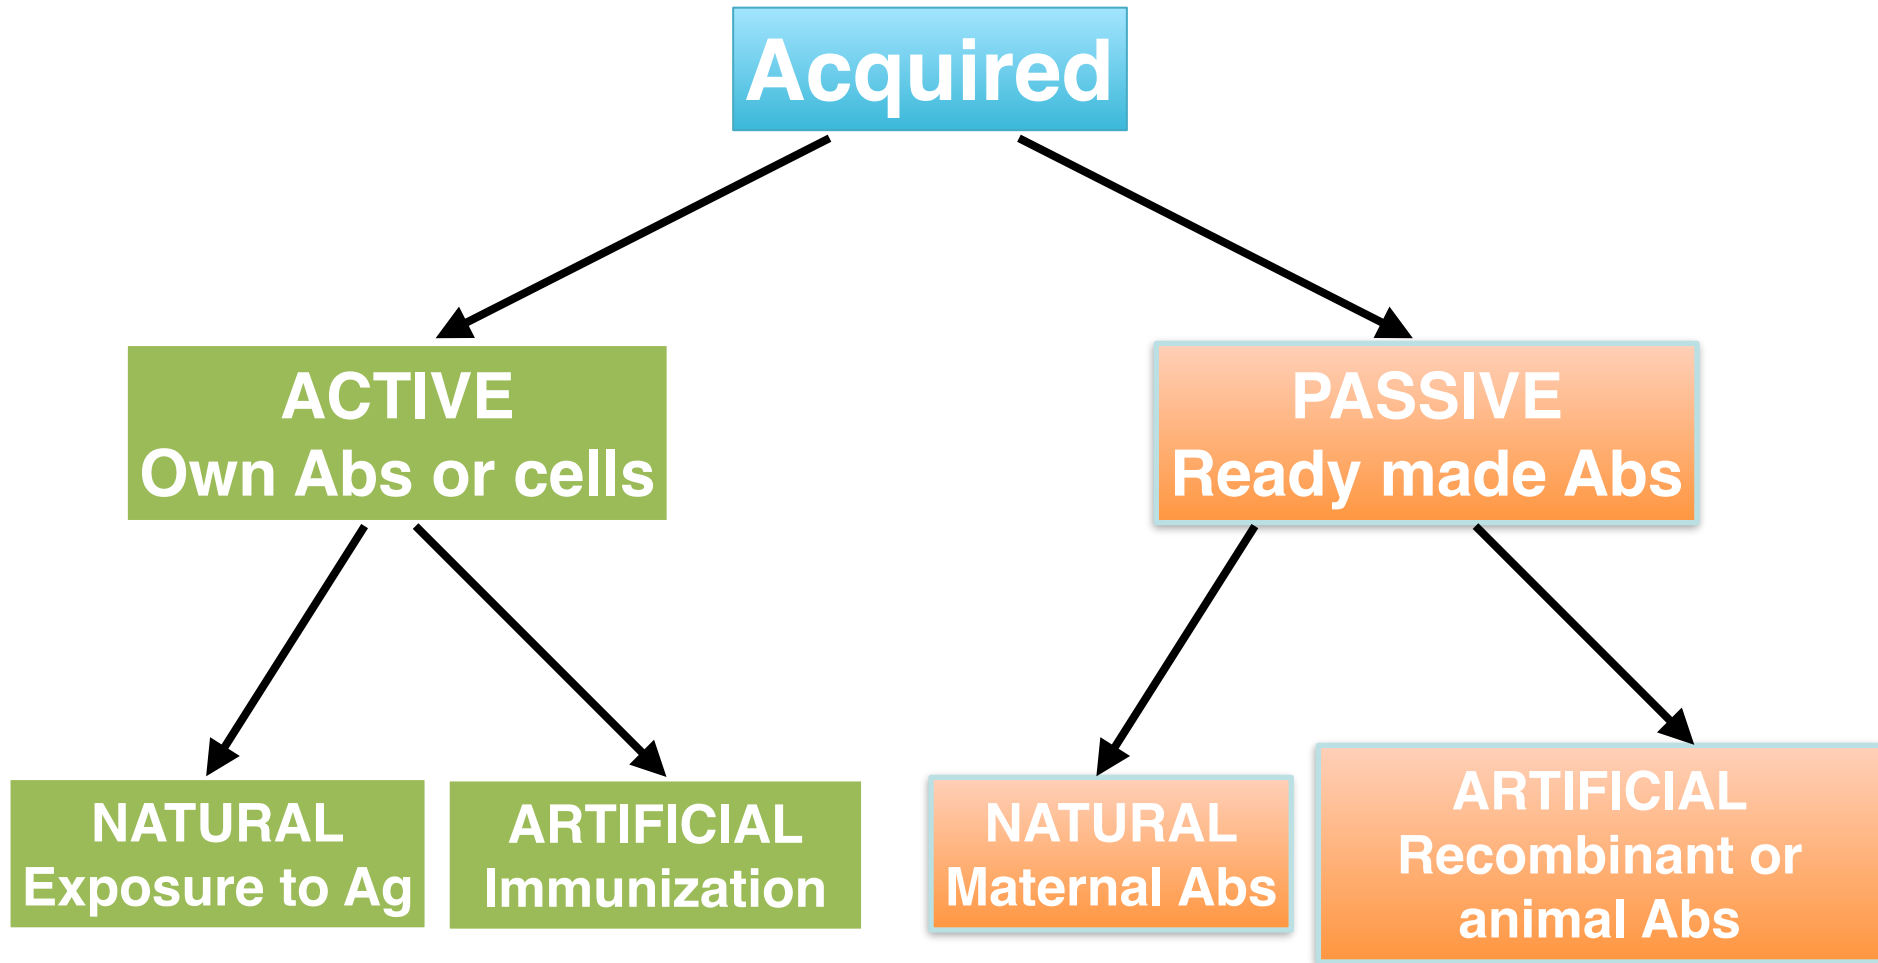 Acquired
ACTIVE
Own Abs or cells
PASSIVE
Ready made Abs
NATURAL
Exposure to Ag
ARTIFICIAL
Immunization
NATURAL
Maternal Abs
ARTIFICIAL
Recombinant or
animal Abs